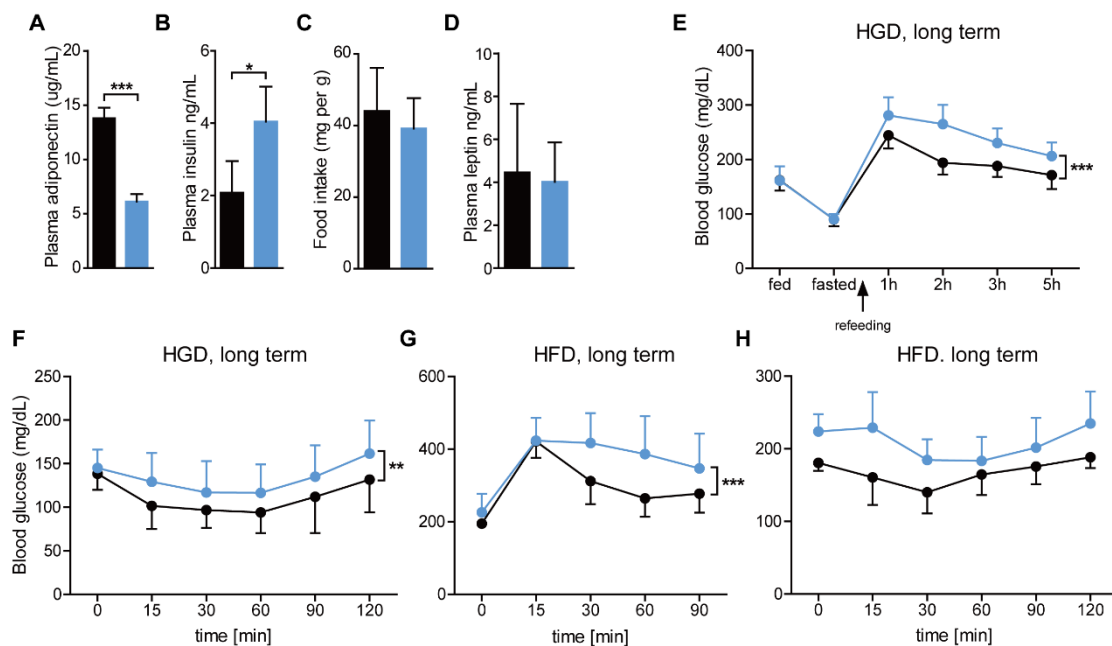 A
Plasma adiponectin (ug/mL)
20
15
10
5
0
***
B
Plasma insulin ng/mL
6
4
2
0
*
C
Food intake (mg per g)
60
40
20
0
D
Plasma leptin ng/mL
10
8
6
4
2
0
E
HGD, long term
Blood glucose (mg/dL)
400
300
200
100
0
***
fed
fasted
1h
2h
3h
5h
refeeding
F
HGD, long term
Blood glucose (mg/dL)
250
200
150
100
50
0
**
0
15
30
60
90
120
time [min]
G
HFD, long term
600
400
200
0
***
0
15
30
60
90
time [min]
H
HFD. long term
300
200
100
0
0
15
30
60
90
120
time [min]